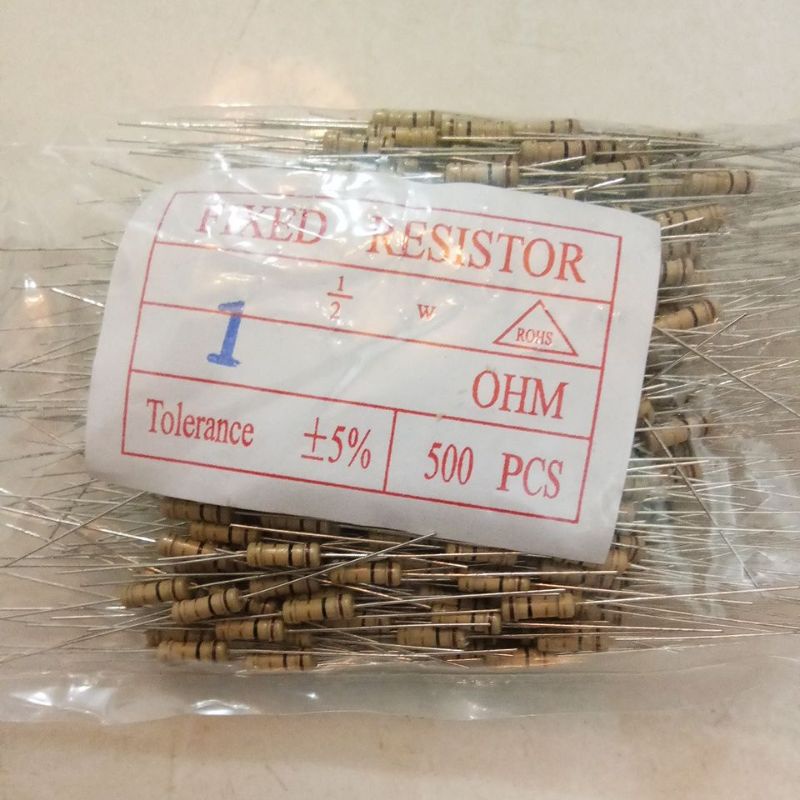 FIXED RESISTOR
1/2 W
ROHS
1
OHM
Tolerance ±5%
500 PCS